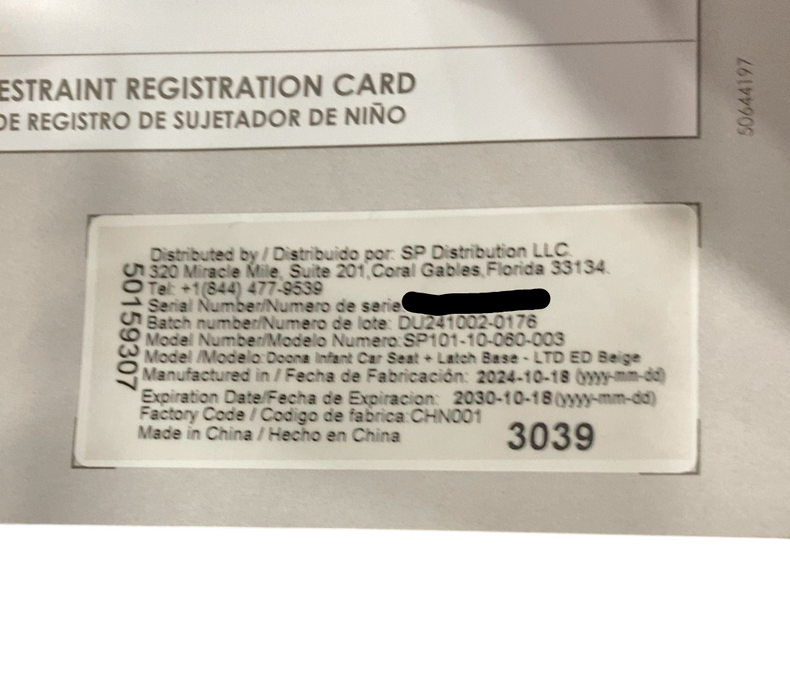 ESTRAINT REGISTRATION CARD
DE REGISTRO DE SUJETADOR DE NIÑO
50644197
Distributed by / Distribuido por: SP Distribution LLC.
320 Miracle Mile, Suite 201,Coral Gables,Florida 33134.
Tel: +1(844) 477-9539
Serial Number/Numero de serie
Batch number/Numero de lote: DU241002-0176
Model Number/Modelo Numero:SP101-10-060-003
Model /Modelo:Doona Infant Car Seat + Latch Base - LTD ED Beige
Manufactured in / Fecha de Fabricación: 2024-10-18 (yyyy-mm-dd)
Expiration Date/Fecha de Expiracion: 2030-10-18(yyyy-mm-dd)
Factory Code / Codigo de fabrica:CHN001
Made in China / Hecho en China
3039
50159307